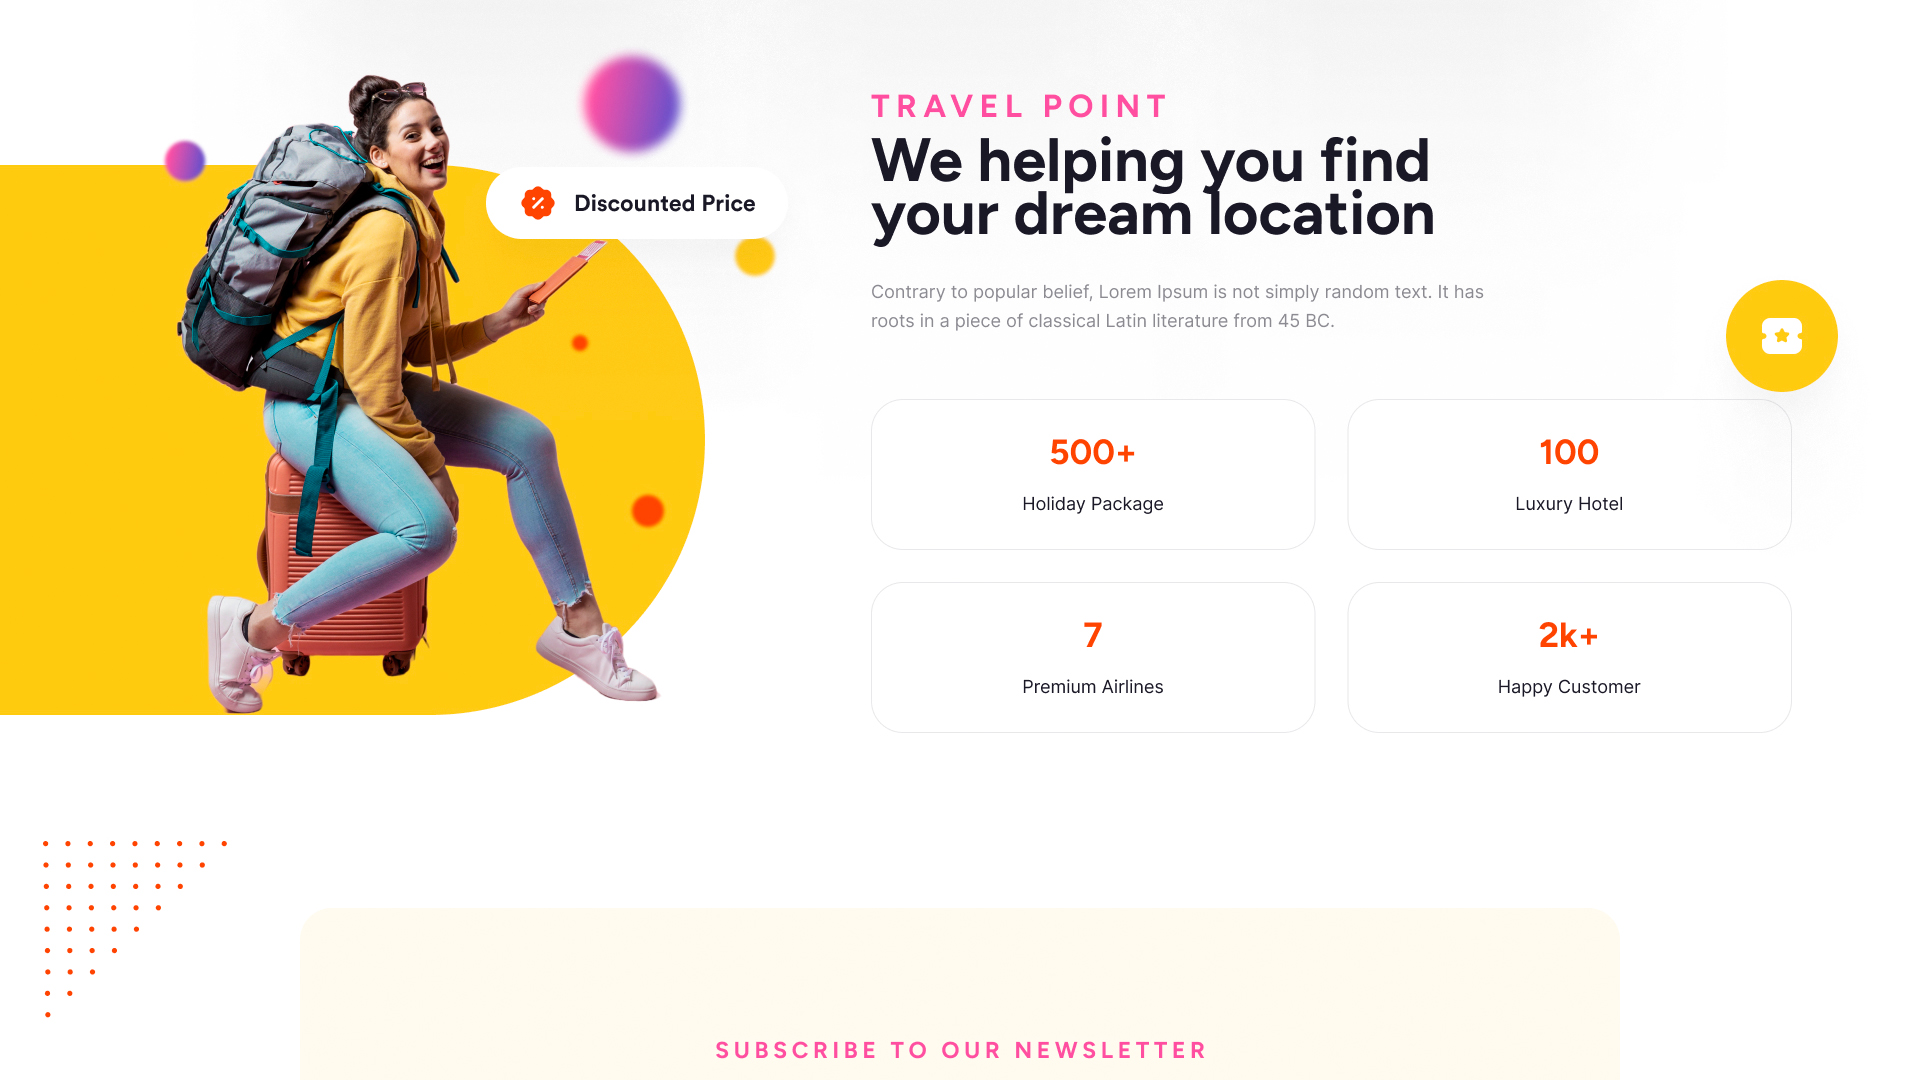 TRAVEL POINT
We helping you find
your dream location
Discounted Price
Contrary to popular belief, Lorem Ipsum is not simply random text. It has
roots in a piece of classical Latin literature from 45 BC.
500+
Holiday Package
100
Luxury Hotel
7
Premium Airlines
2k+
Happy Customer
SUBSCRIBE TO OUR NEWSLETTER